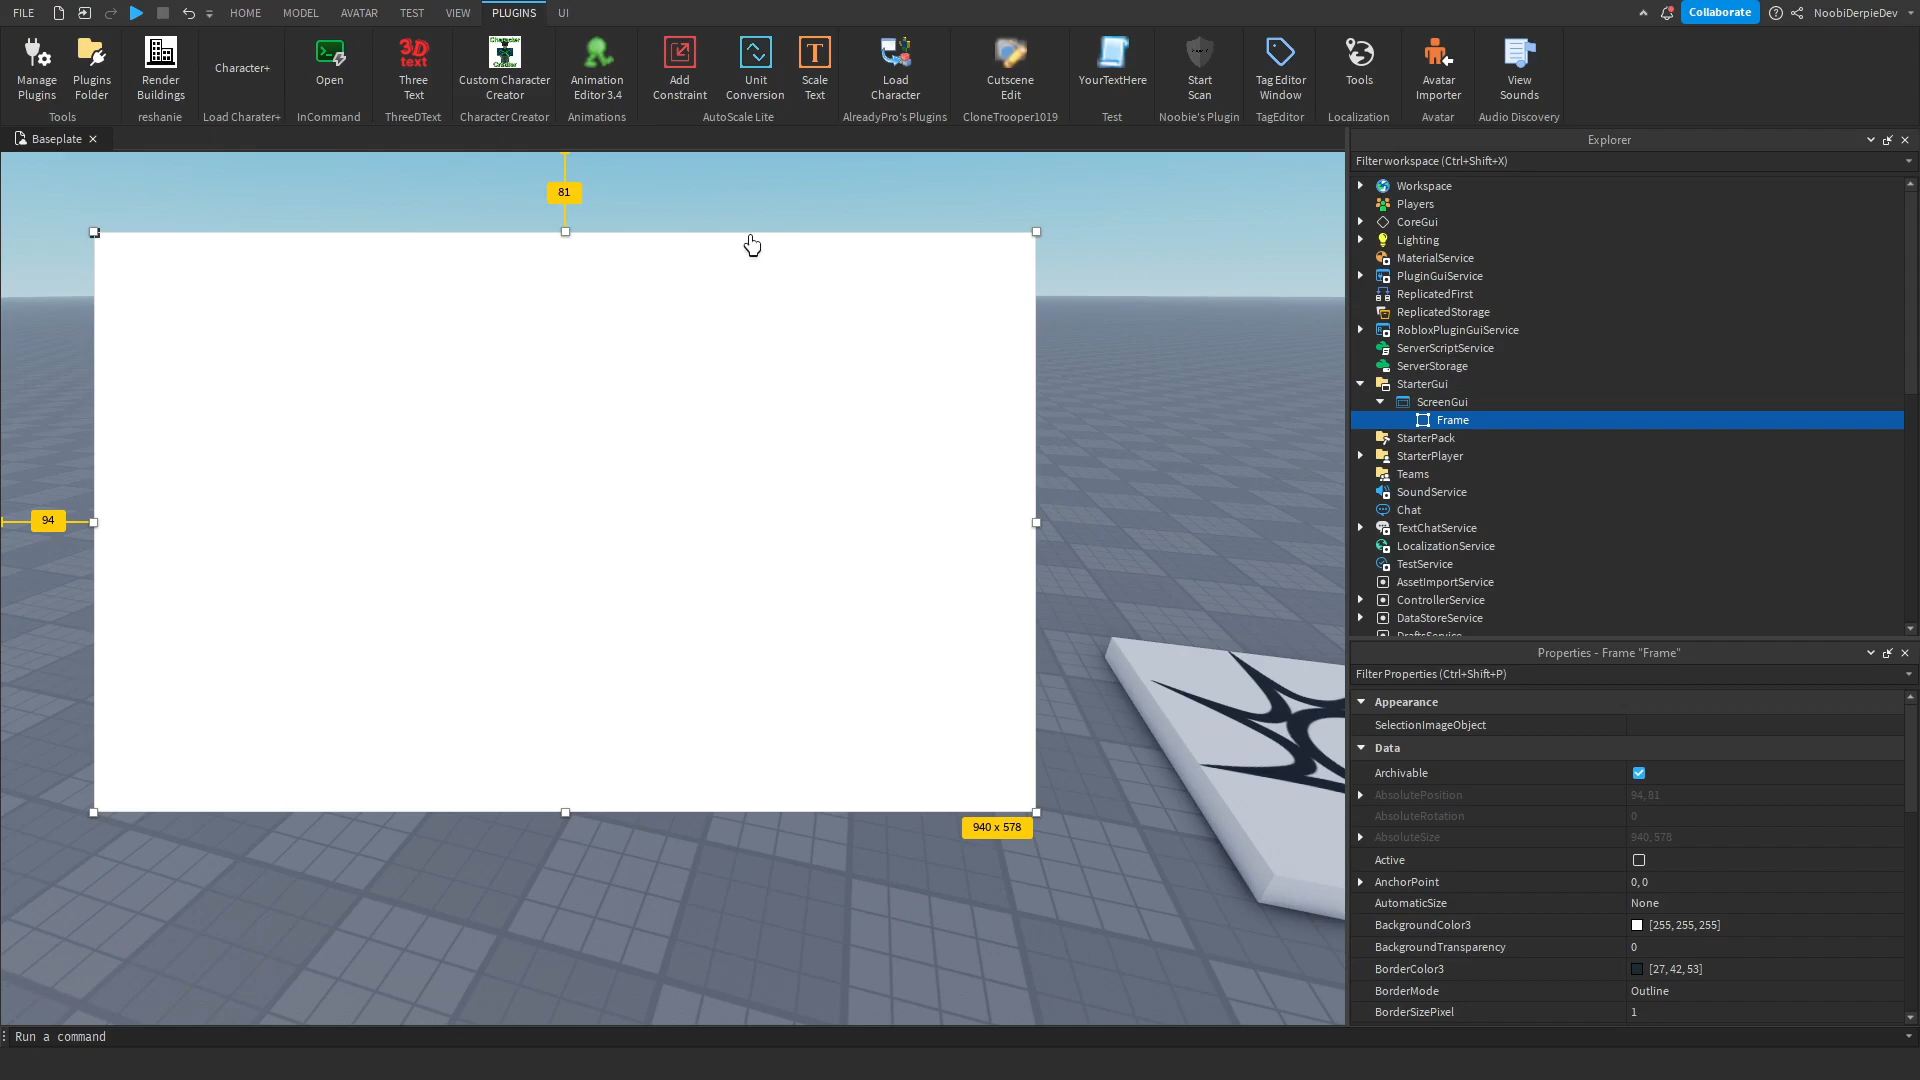 FILE HOME MODEL AVATAR TEST VIEW PLUGINS UI Collaborate NoobiDerpieDev
Manage Plugins
Plugins Folder
Tools
Render Buildings
reshanie
Character+
Load Charater+
Open
InCommand
3D text
Three Text
ThreeDText
Custom Character Creator
Character Creator
Animation Editor 3.4
Animations
Add Constraint
Unit Conversion
T
Scale Text
AutoScale Lite
Load Character
AlreadyPro's Plugins
Cutscene Edit
CloneTrooper1019
YourTextHere
Test
Start Scan
Noobie's Plugin
Tag Editor Window
TagEditor
Tools
Localization
Avatar Importer
Avatar
View Sounds
Audio Discovery
Baseplate
81
94
940 x 578
Explorer
Filter workspace (Ctrl+Shift+X)
Workspace
Players
CoreGui
Lighting
MaterialService
PluginGuiService
ReplicatedFirst
ReplicatedStorage
RobloxPluginGuiService
ServerScriptService
ServerStorage
StarterGui
ScreenGui
Frame
StarterPack
StarterPlayer
Teams
SoundService
Chat
TextChatService
LocalizationService
TestService
AssetImportService
ControllerService
DataStoreService
DraftsService
Properties - Frame "Frame"
Filter Properties (Ctrl+Shift+P)
Appearance
SelectionImageObject
Data
Archivable
AbsolutePosition 94, 81
AbsoluteRotation 0
AbsoluteSize 940, 578
Active
AnchorPoint 0, 0
AutomaticSize None
BackgroundColor3 [255, 255, 255]
BackgroundTransparency 0
BorderColor3 [27, 42, 53]
BorderMode Outline
BorderSizePixel 1
Run a command